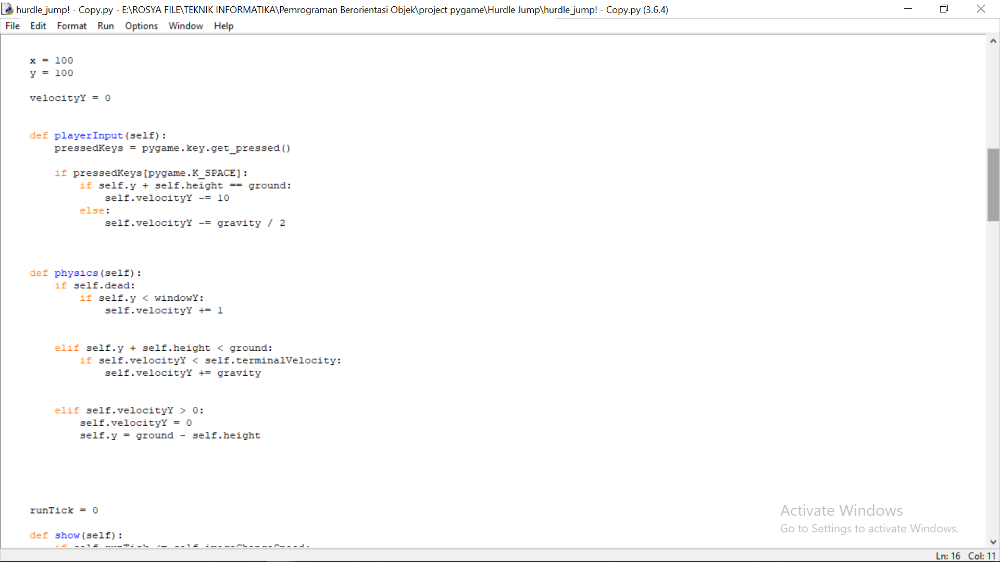 hurdle_jump! - Copy.py - E:\ROSYA FILE\TEKNIK INFORMATIKA\Pemrograman Berorientasi Objek\project pygame\Hurdle Jump\hurdle_jump! - Copy.py (3.6.4)
File Edit Format Run Options Window Help
x = 100
y = 100
velocityY = 0
def playerInput(self):
pressedKeys = pygame.key.get_pressed()
if pressedKeys[pygame.K_SPACE]:
if self.y + self.height == ground:
self.velocityY -= 10
else:
self.velocityY -= gravity / 2
def physics(self):
if self.dead:
if self.y < windowY:
self.velocityY += 1
elif self.y + self.height < ground:
if self.velocityY < self.terminalVelocity:
self.velocityY += gravity
elif self.velocityY > 0:
self.velocityY = 0
self.y = ground - self.height
runTick = 0
def show(self):
if self.runTick <= self.imageChangeSpeed:
Activate Windows
Go to Settings to activate Windows.
Ln: 16 Col: 11